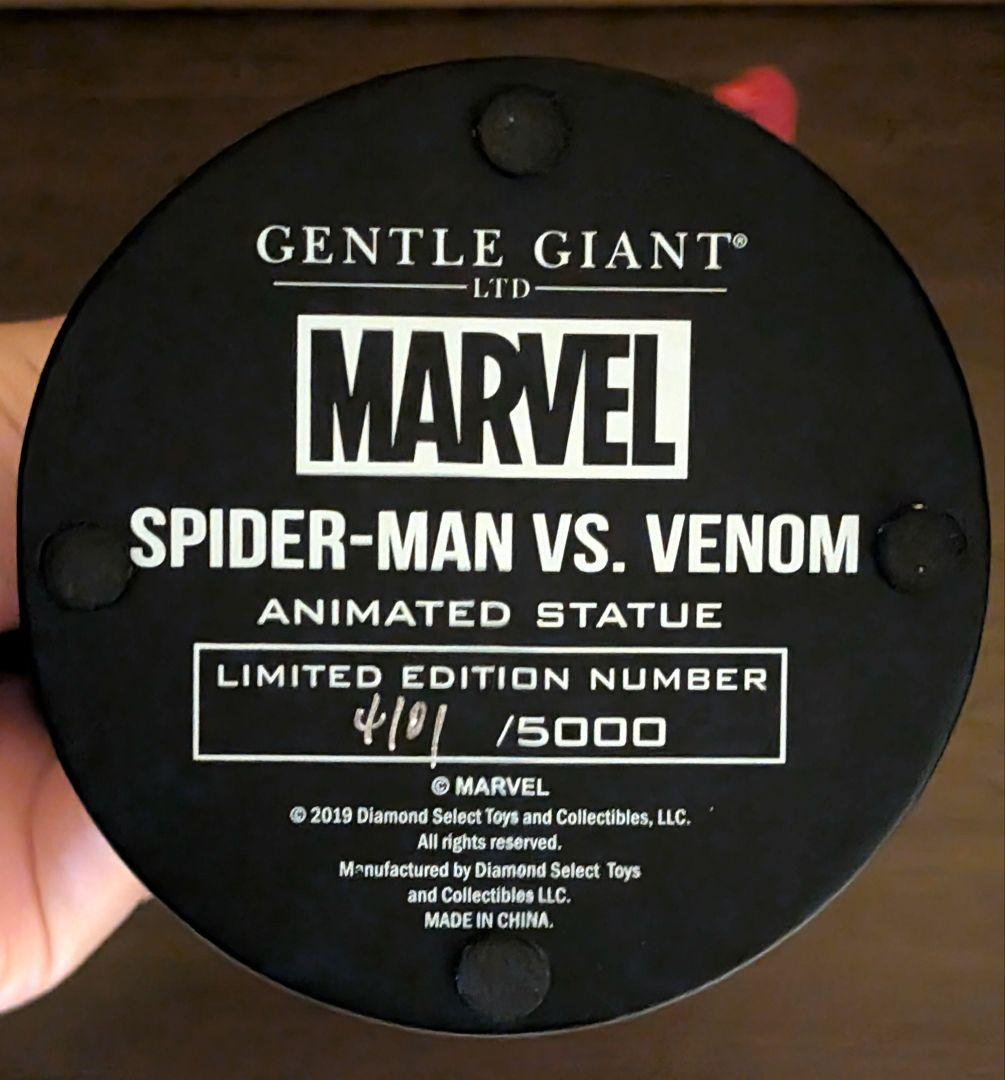 GENTLE GIANT®
LTD
MARVEL
SPIDER-MAN VS. VENOM
ANIMATED STATUE
LIMITED EDITION NUMBER
4101 /5000
© MARVEL
© 2019 Diamond Select Toys and Collectibles, LLC.
All rights reserved.
Manufactured by Diamond Select Toys
and Collectibles LLC.
MADE IN CHINA.